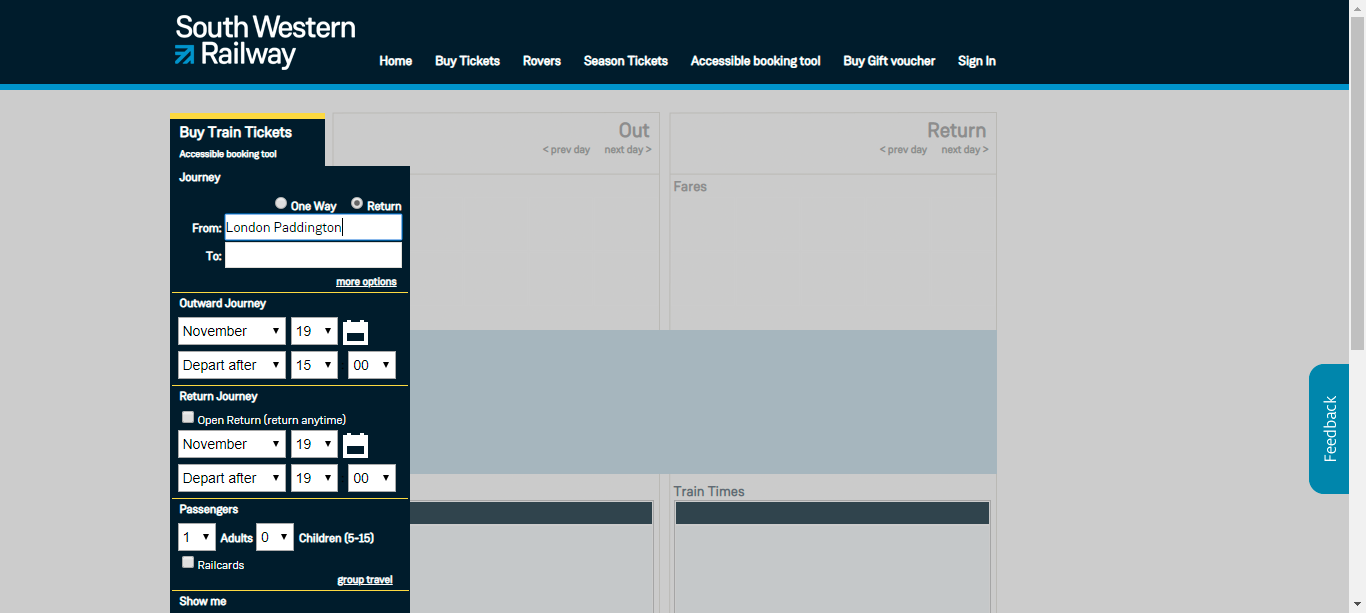 South Western
Railway
Home Buy Tickets Rovers Season Tickets Accessible booking tool Buy Gift voucher Sign In
Buy Train Tickets
Accessible booking tool
Journey
One Way Return
From: London Paddington
To:
more options
Outward Journey
November 19
Depart after 15 00
Return Journey
Open Return (return anytime)
November 19
Depart after 19 00
Passengers
1 Adults 0 Children (5-15)
Railcards
group travel
Show me
Out
< prev day next day >
Return
< prev day next day >
Fares
Train Times
Feedback